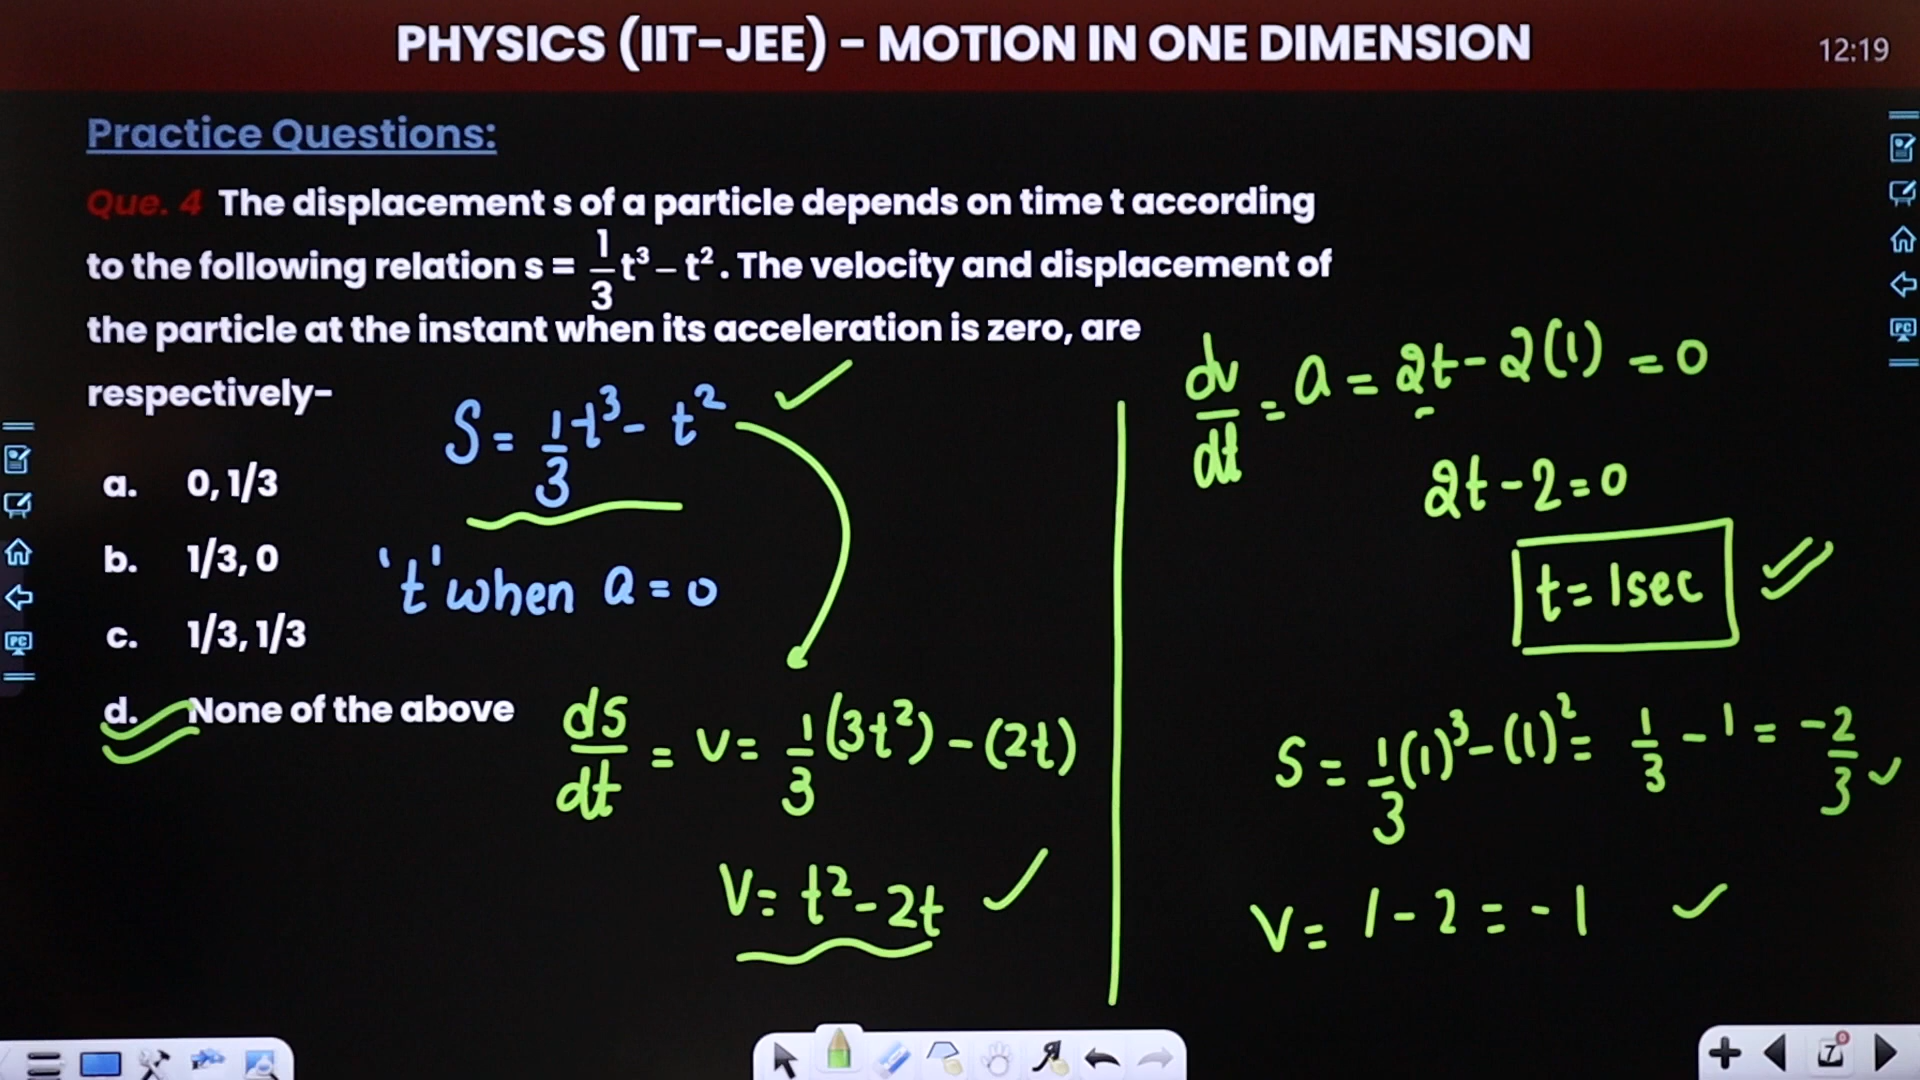 PHYSICS (IIT-JEE) - MOTION IN ONE DIMENSION
12:19
Practice Questions:
Que. 4 The displacement s of a particle depends on time t according
to the following relation s = 1/3 t³ – t². The velocity and displacement of
the particle at the instant when its acceleration is zero, are
respectively-
a. 0, 1/3
b. 1/3, 0
c. 1/3, 1/3
d. None of the above
S = 1/3 t³ - t²
't' when a = 0
ds/dt = v = 1/3 (3t²) - (2t)
V = t² - 2t
dv/dt = a = 2t - 2(1) = 0
2t - 2 = 0
t = 1sec
S = 1/3 (1)³ - (1)² = 1/3 - 1 = -2/3
V = 1 - 2 = -1
PC
PC
7
0